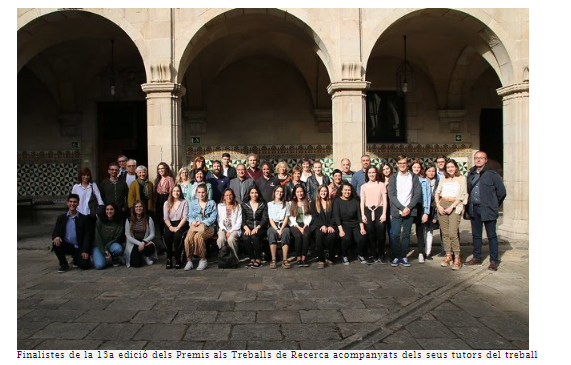 Finalistes de la 13a edició dels Premis als Treballs de Recerca acompanyats dels seus tutors del treball